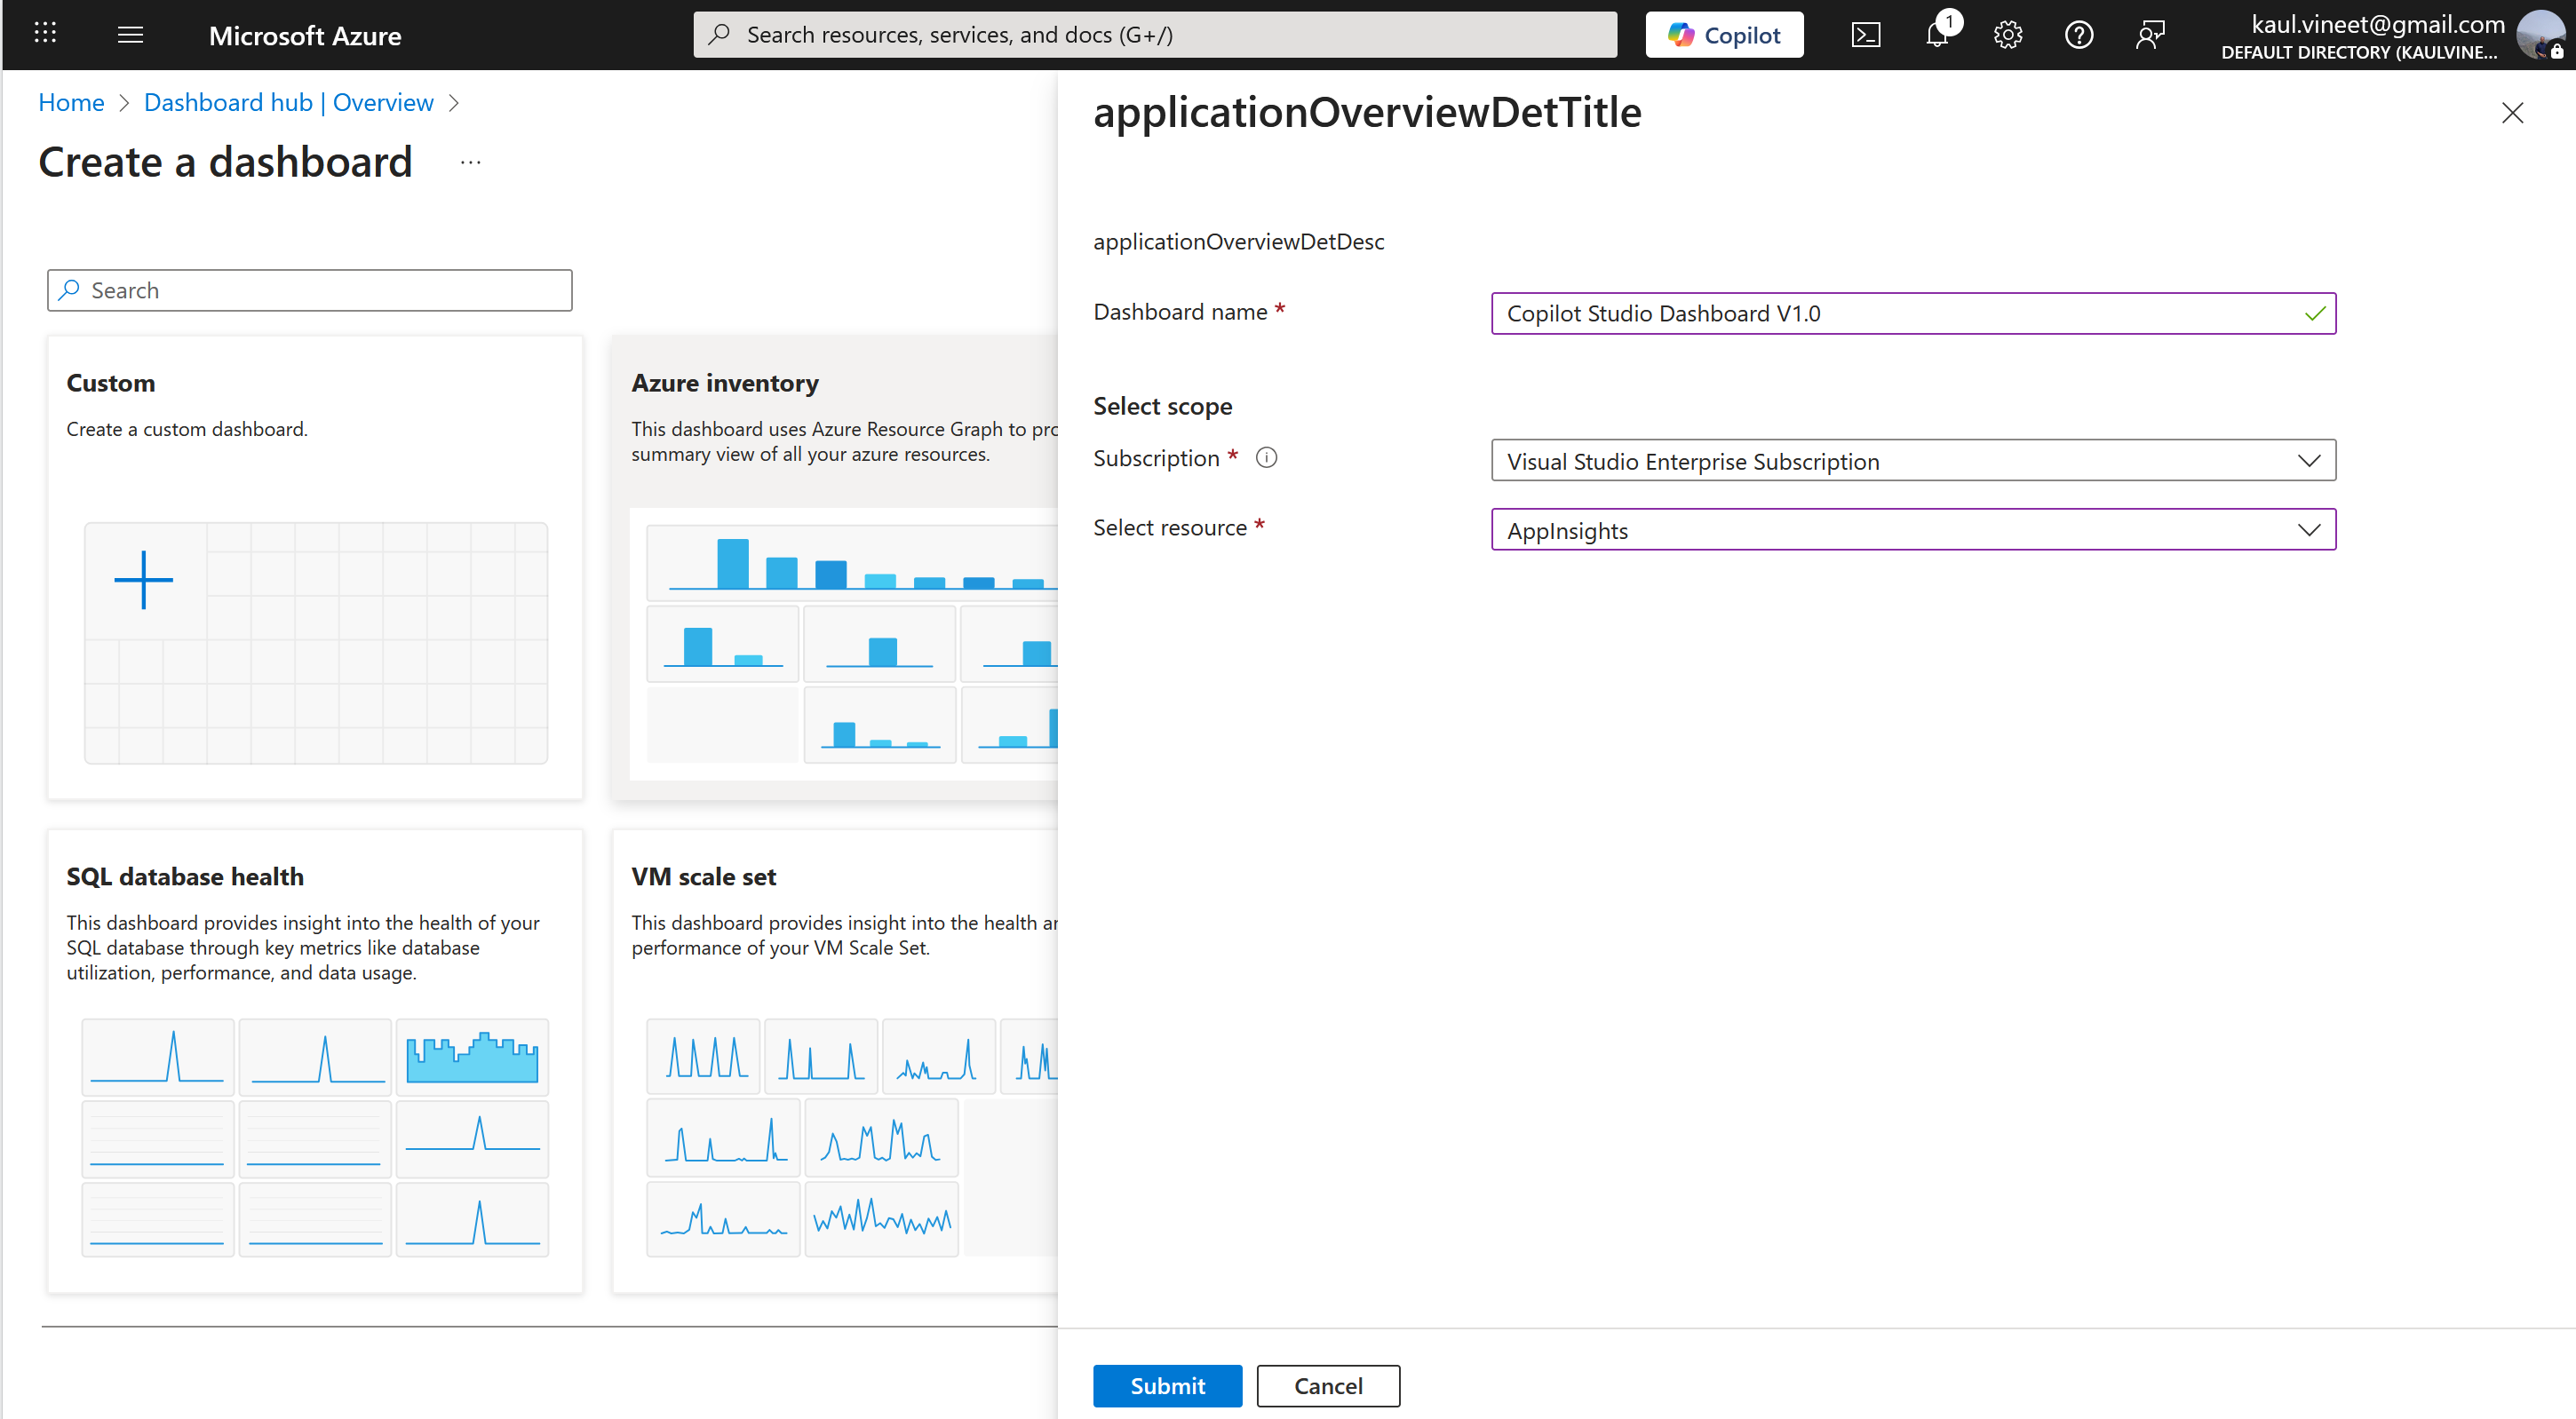 Microsoft Azure
Search resources, services, and docs (G+/)
Copilot
1
kaul.vineet@gmail.com
DEFAULT DIRECTORY (KAULVINE...
Home > Dashboard hub | Overview >
Create a dashboard ...
Search
Custom
Create a custom dashboard.
Azure inventory
This dashboard uses Azure Resource Graph to pro
summary view of all your azure resources.
SQL database health
This dashboard provides insight into the health of your
SQL database through key metrics like database
utilization, performance, and data usage.
VM scale set
This dashboard provides insight into the health an
performance of your VM Scale Set.
applicationOverviewDetTitle
applicationOverviewDetDesc
Dashboard name *
Copilot Studio Dashboard V1.0
Select scope
Subscription *
Visual Studio Enterprise Subscription
Select resource *
AppInsights
Submit
Cancel